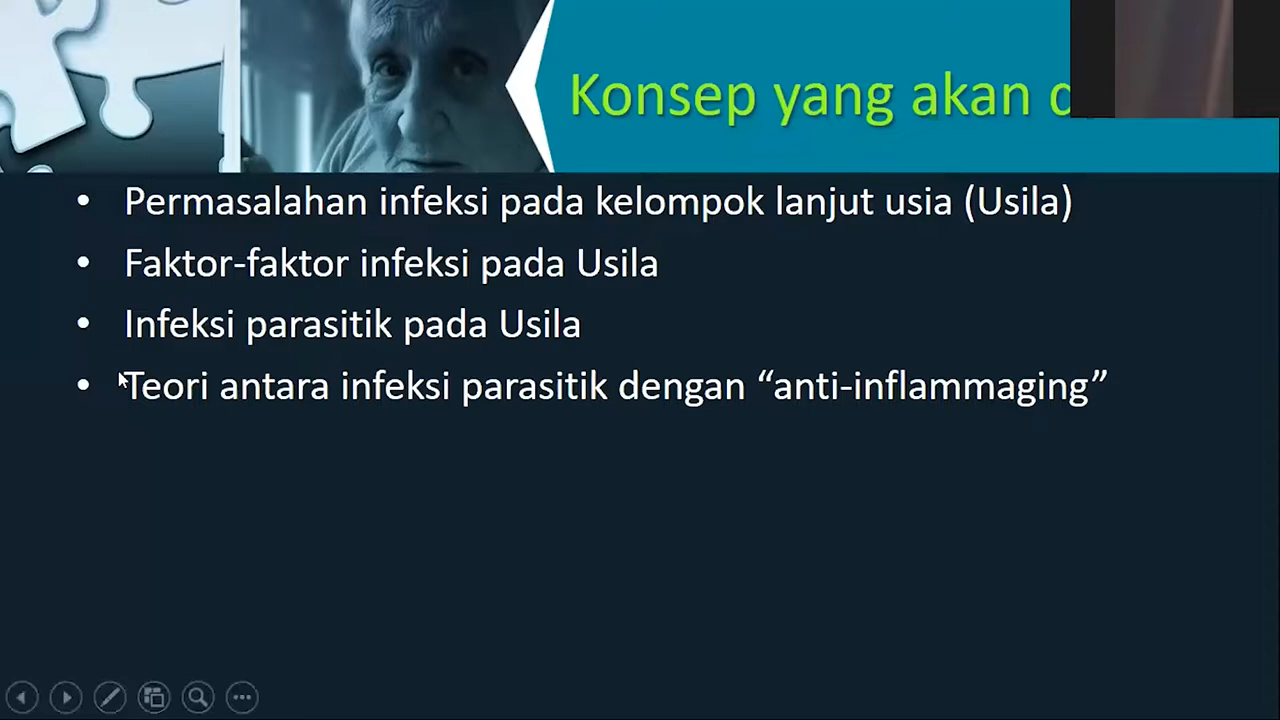 Konsep yang akan
• Permasalahan infeksi pada kelompok lanjut usia (Usila)
• Faktor-faktor infeksi pada Usila
• Infeksi parasitik pada Usila
• Teori antara infeksi parasitik dengan “anti-inflammaging”